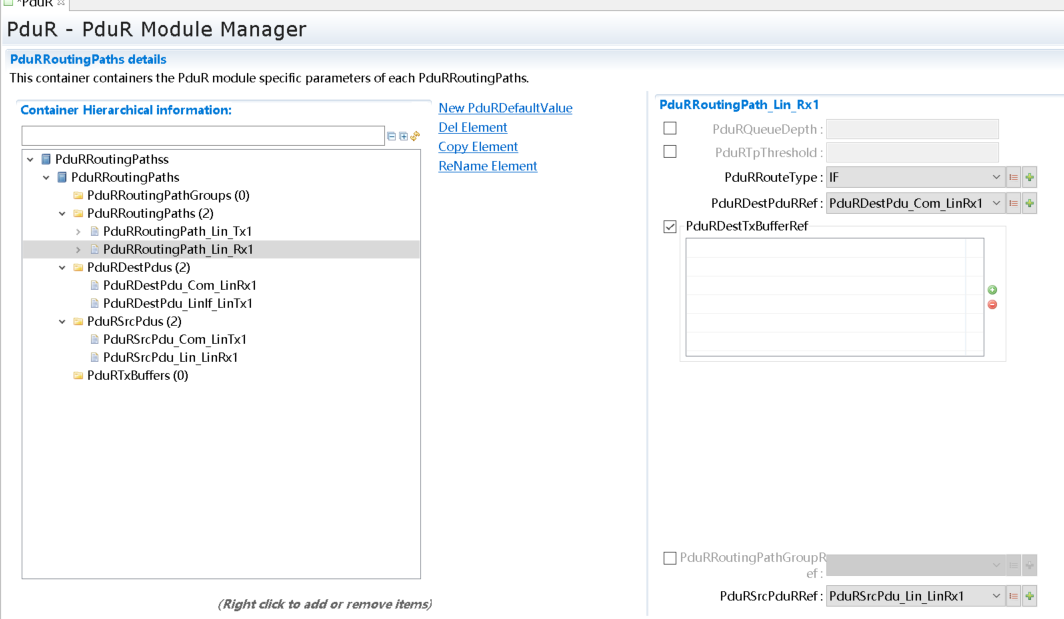 *PduR
PduR - PduR Module Manager
PduRRoutingPaths details
This container containers the PduR module specific parameters of each PduRRoutingPaths.
Container Hierarchical information:
PduRRoutingPathss
PduRRoutingPaths
PduRRoutingPathGroups (0)
PduRRoutingPaths (2)
PduRRoutingPath_Lin_Tx1
PduRRoutingPath_Lin_Rx1
PduRDestPdus (2)
PduRDestPdu_Com_LinRx1
PduRDestPdu_LinIf_LinTx1
PduRSrcPdus (2)
PduRSrcPdu_Com_LinTx1
PduRSrcPdu_Lin_LinRx1
PduRTxBuffers (0)
(Right click to add or remove items)
New PduRDefaultValue
Del Element
Copy Element
ReName Element
PduRRoutingPath_Lin_Rx1
PduRQueueDepth :
PduRTpThreshold :
PduRRouteType : IF
PduRDestPduRRef : PduRDestPdu_Com_LinRx1
PduRDestTxBufferRef
PduRRoutingPathGroupR
ef :
PduRSrcPduRRef : PduRSrcPdu_Lin_LinRx1